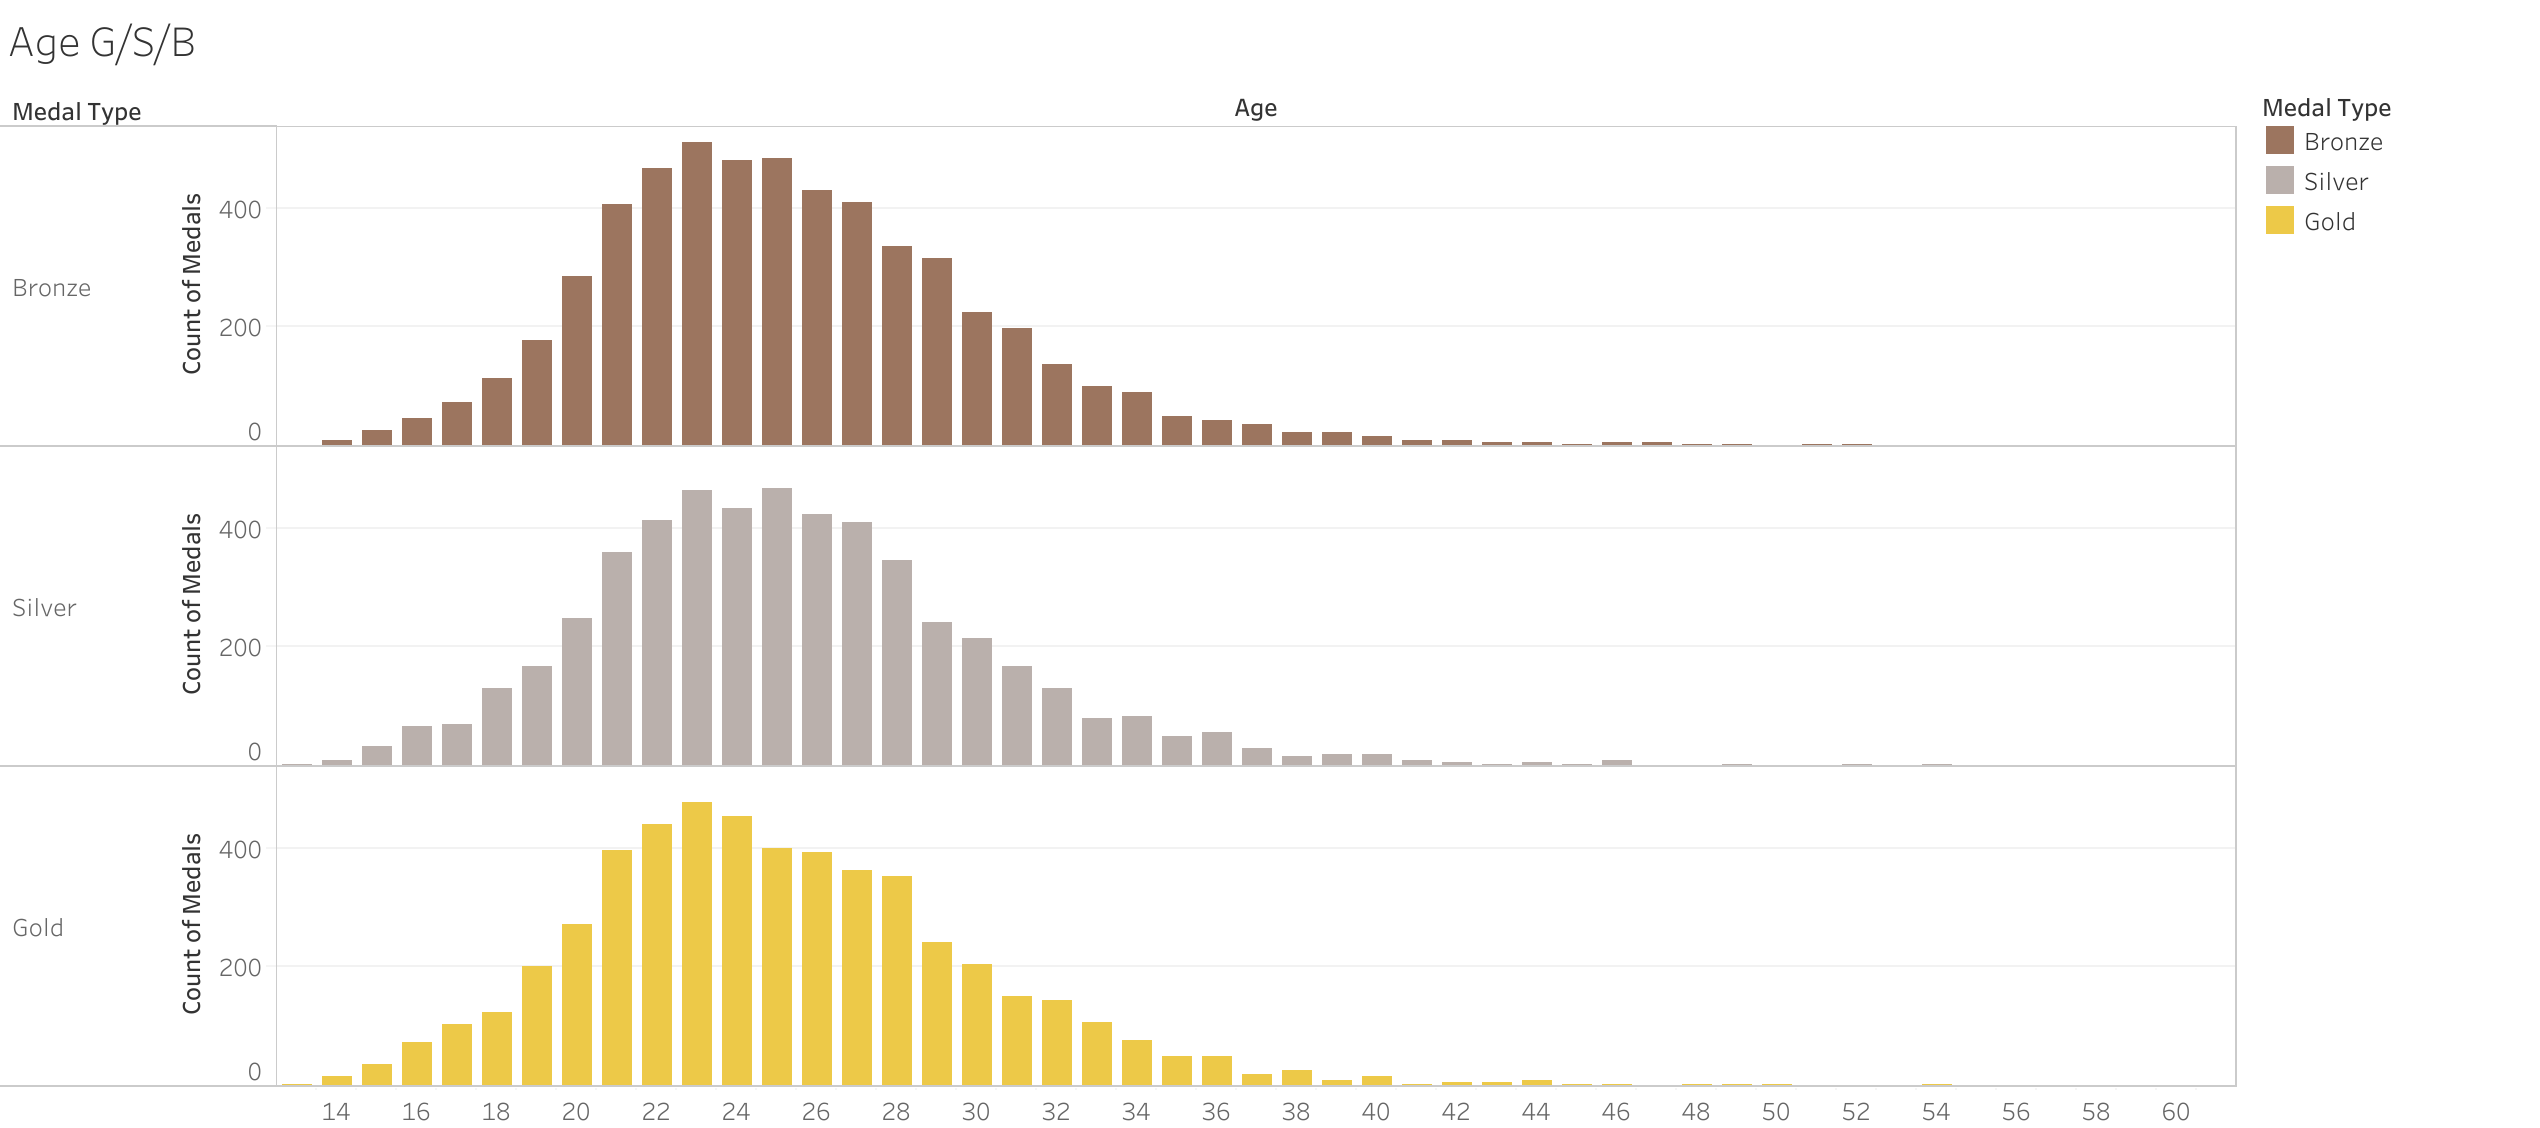 Age G/S/B
Medal Type
Age
Medal Type
Bronze
Silver
Gold
Bronze
Count of Medals
400
200
0
Silver
Count of Medals
400
200
0
Gold
Count of Medals
400
200
0
14 16 18 20 22 24 26 28 30 32 34 36 38 40 42 44 46 48 50 52 54 56 58 60